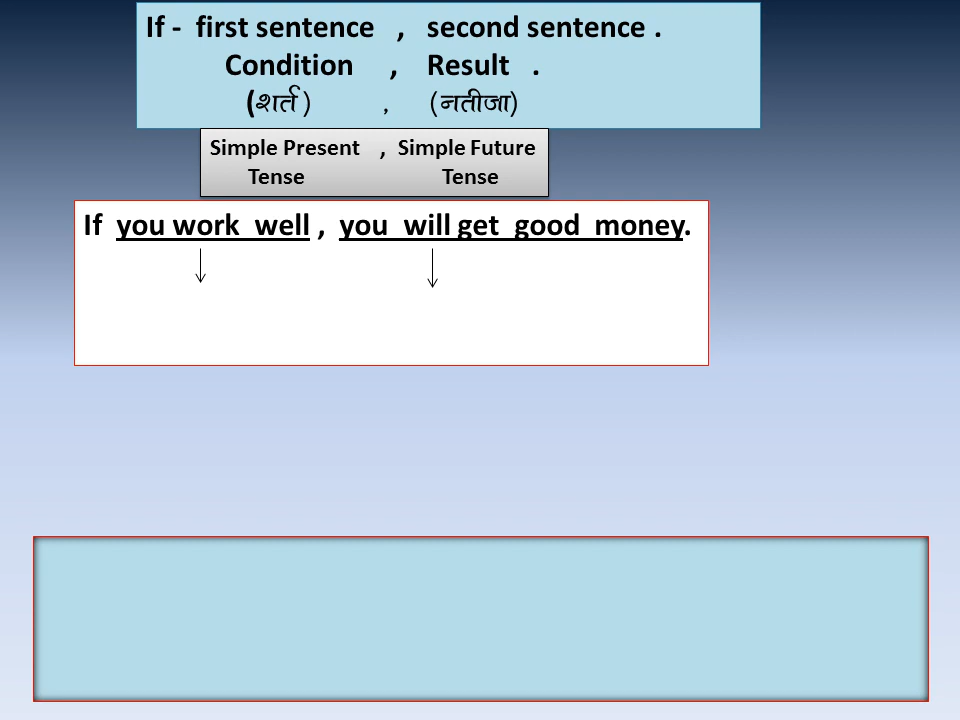 If - first sentence , second sentence .
Condition , Result .
(शर्त ) , (नतीजा)
Simple Present , Simple Future
Tense Tense
If you work well , you will get good money.